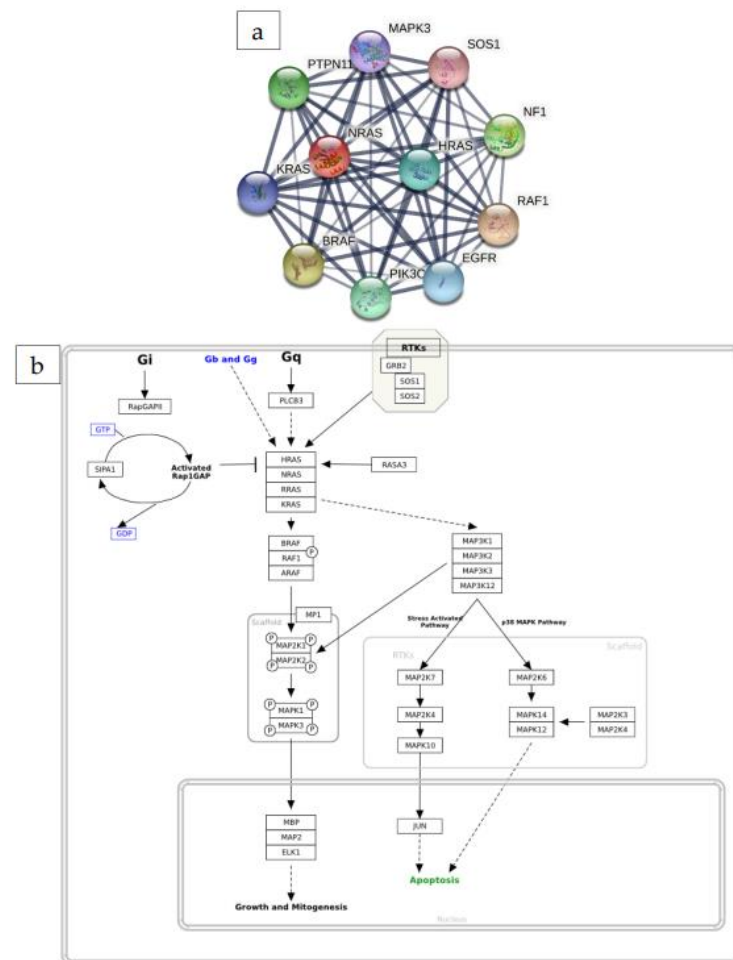 a
MAPK3
SOS1
PTPN11
NF1
NRAS
HRAS
KRAS
RAF1
BRAF
EGFR
PIK3C
b
RTKs
Gi
Gb and Gg
Gq
GRB2
SOS1
SOS2
RapGAPII
PLCB3
GTP
SIPA1
Activated
Rap1GAP
HRAS
NRAS
RRAS
KRAS
RASA3
GDP
BRAF
RAF1
P
ARAF
MAP3K1
MAP3K2
MAP3K3
MAP3K12
MP1
Scaffold
Stress Activated
Pathway
p38 MAPK Pathway
P
P
MAP2K1
MAP2K2
P
P
RTKs
Scaffold
MAP2K7
MAP2K6
P
P
MAPK1
MAPK3
P
P
MAP2K4
MAPK14
MAPK12
MAP2K3
MAP2K4
MAPK10
MBP
MAP2
ELK1
JUN
Apoptosis
Growth and Mitogenesis
Nucleus